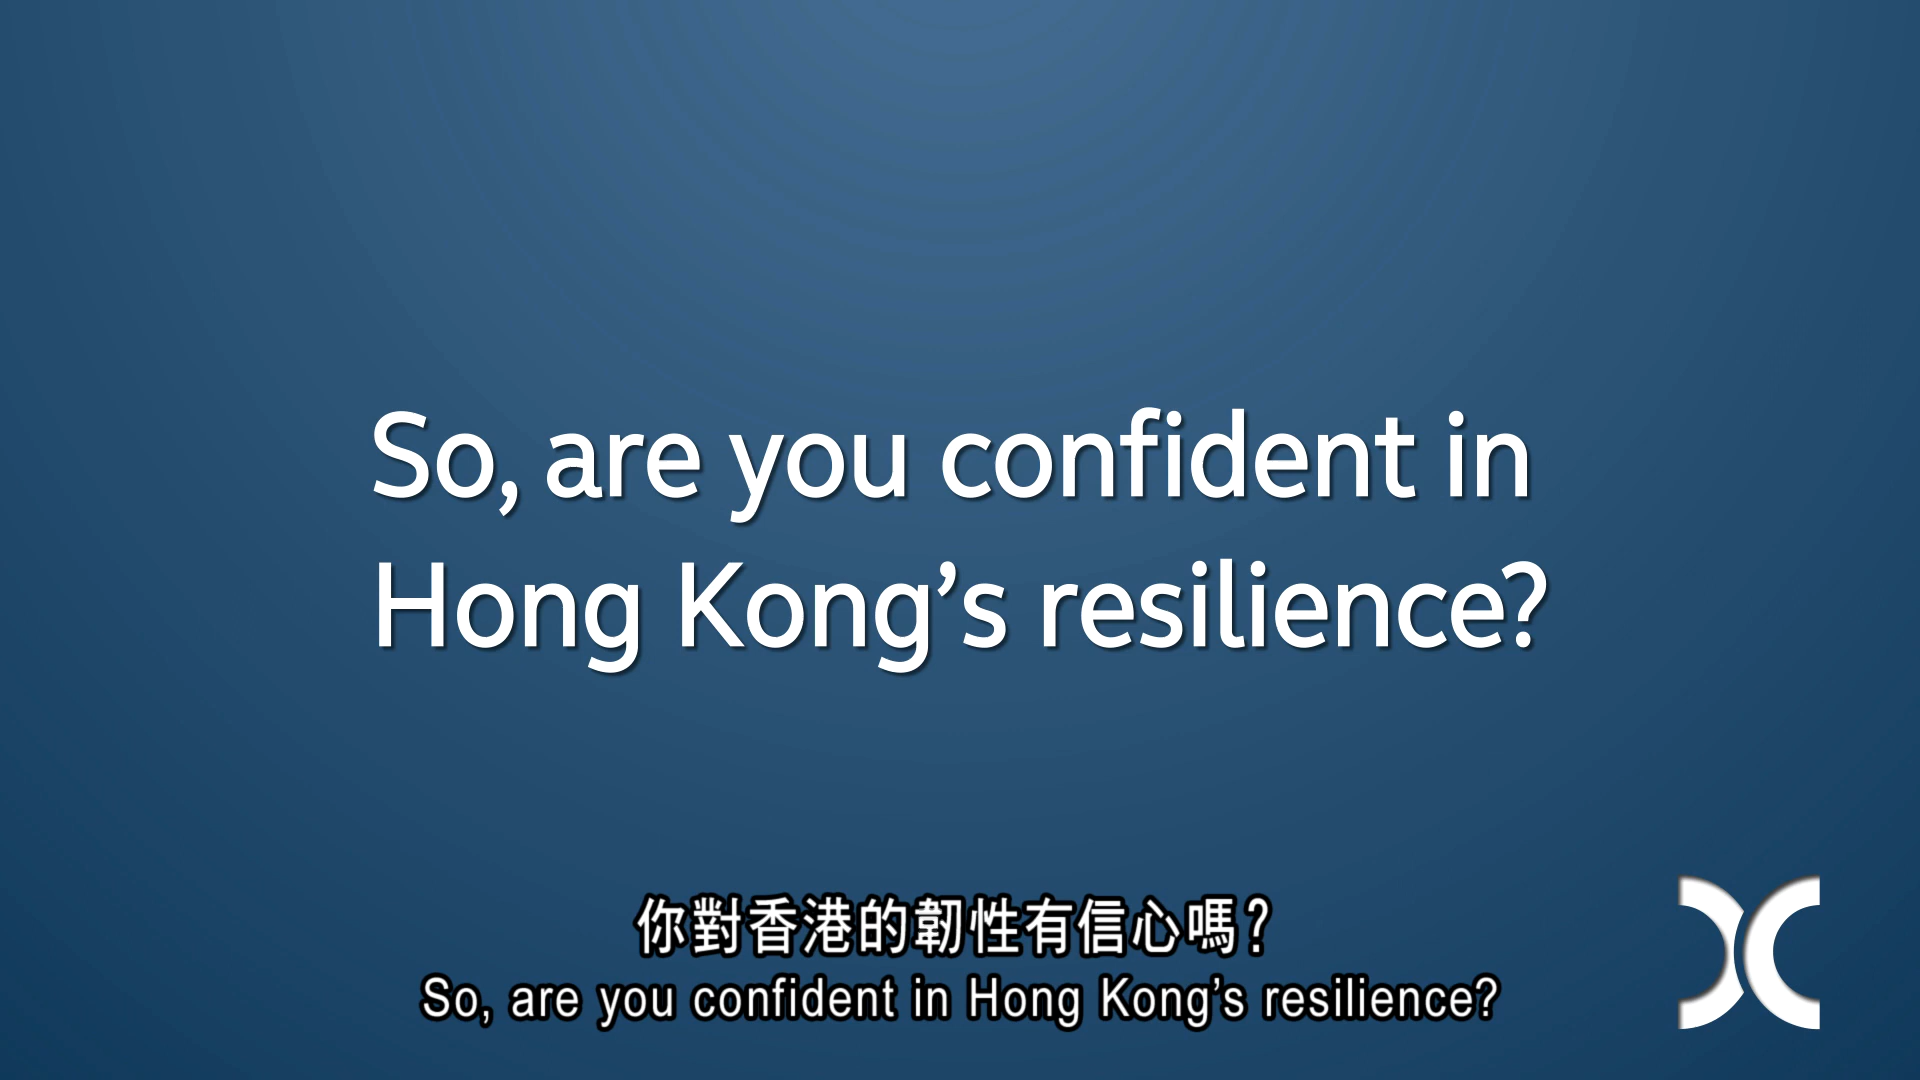 So, are you confident in
Hong Kong’s resilience?
你對香港的韌性有信心嗎?
So, are you confident in Hong Kong’s resilience?